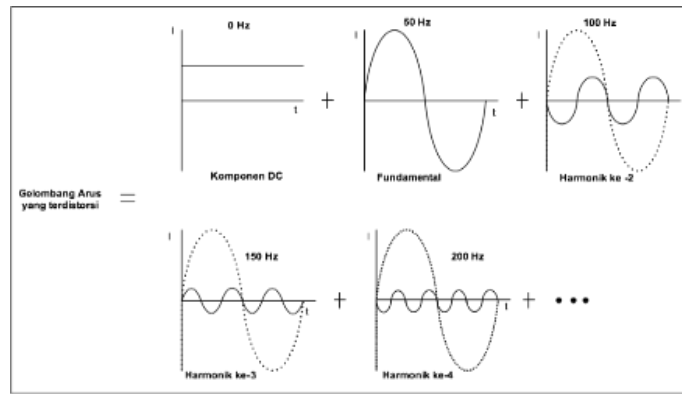 0 Hz
50 Hz
100 Hz
I
I
I
t
+
t
+
Komponen DC
Fundamental
Harmonik ke -2
Gelombang Arus
yang terdistorsi
=
I
150 Hz
I
200 Hz
t
+
t
+
• • •
Harmonik ke-3
Harmonik ke-4